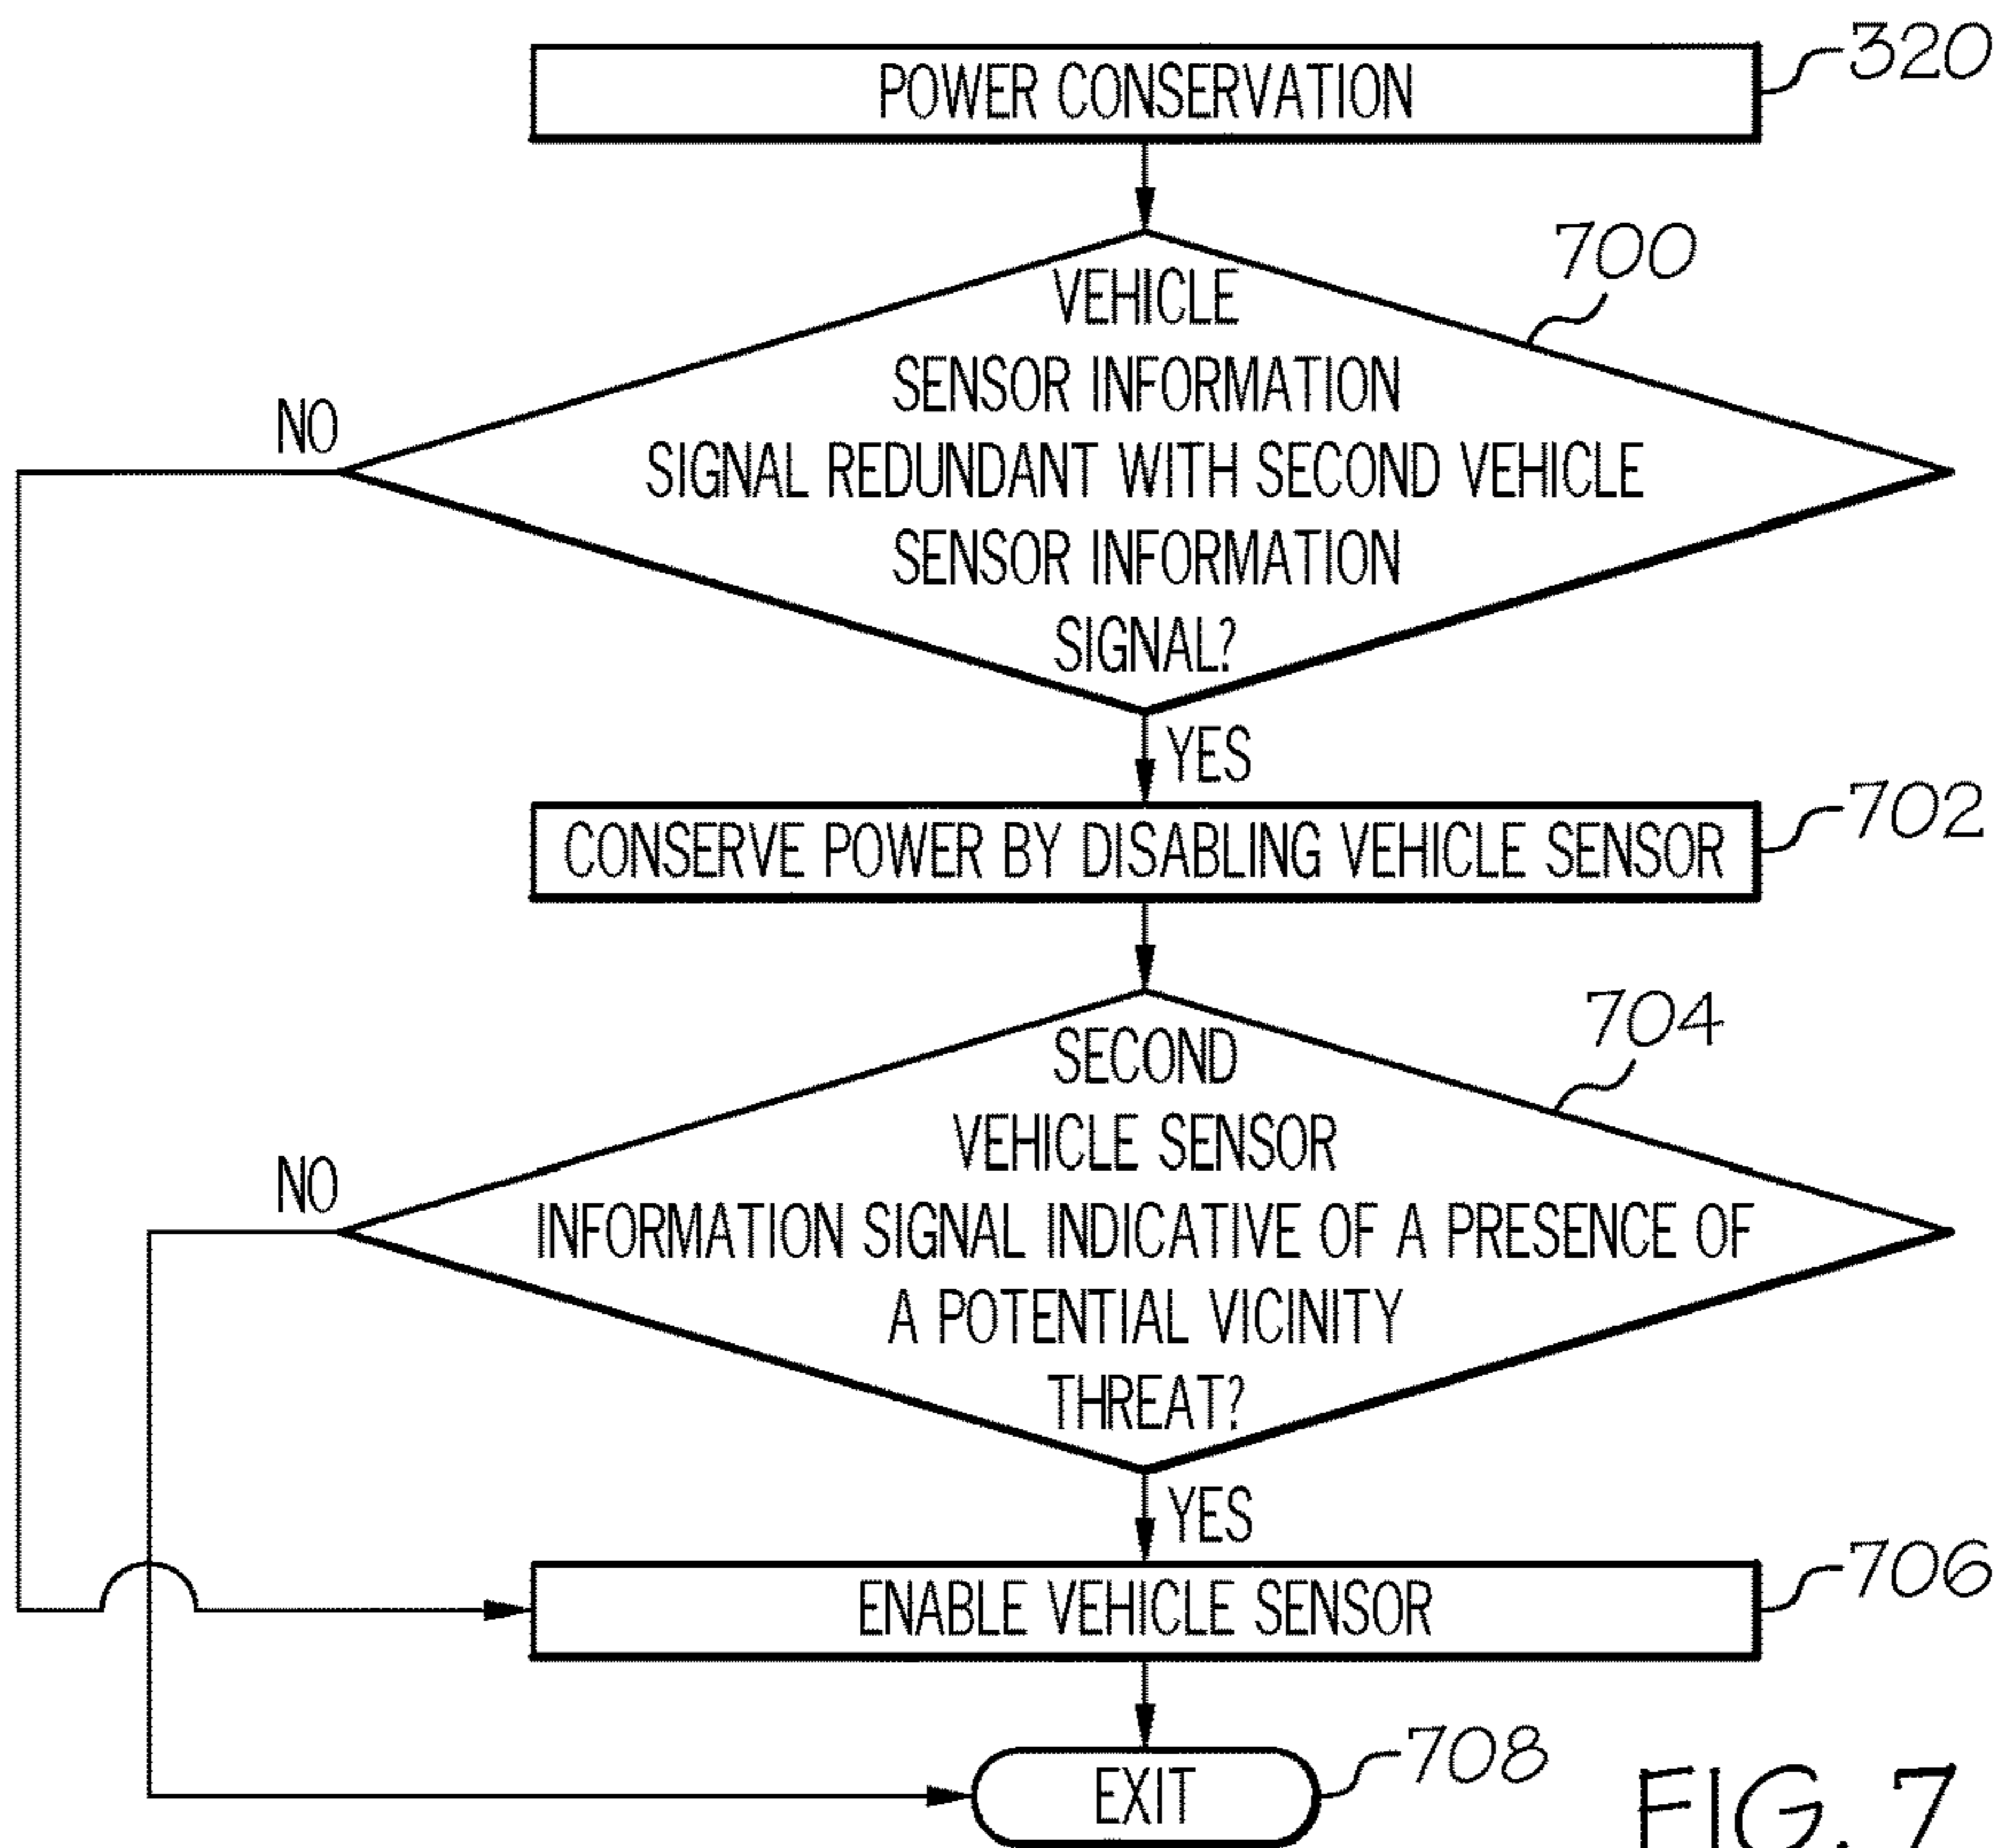 POWER CONSERVATION
320
700
VEHICLE
SENSOR INFORMATION
SIGNAL REDUNDANT WITH SECOND VEHICLE
SENSOR INFORMATION
SIGNAL?
NO
YES
CONSERVE POWER BY DISABLING VEHICLE SENSOR
702
704
SECOND
VEHICLE SENSOR
INFORMATION SIGNAL INDICATIVE OF A PRESENCE OF
A POTENTIAL VICINITY
THREAT?
NO
YES
ENABLE VEHICLE SENSOR
706
EXIT
708
FIG. 7